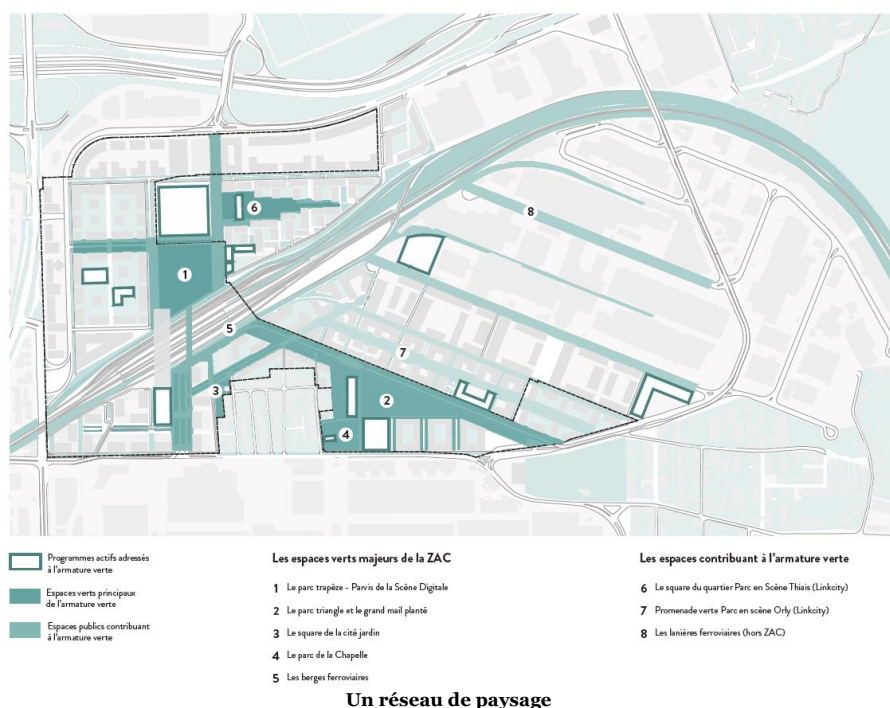 6
8
1
5
7
3
2
4
Programmes actifs adressés
à l'armature verte
Espaces verts principaux
de l'armature verte
Espaces publics contribuant
à l'armature verte
Les espaces verts majeurs de la ZAC
1 Le parc trapèze - Parvis de la Scène Digitale
2 Le parc triangle et le grand mail planté
3 Le square de la cité jardin
4 Le parc de la Chapelle
5 Les berges ferroviaires
Les espaces contribuant à l'armature verte
6 Le square du quartier Parc en Scène Thiais (Linkcity)
7 Promenade verte Parc en scène Orly (Linkcity)
8 Les lanières ferroviaires (hors ZAC)
Un réseau de paysage